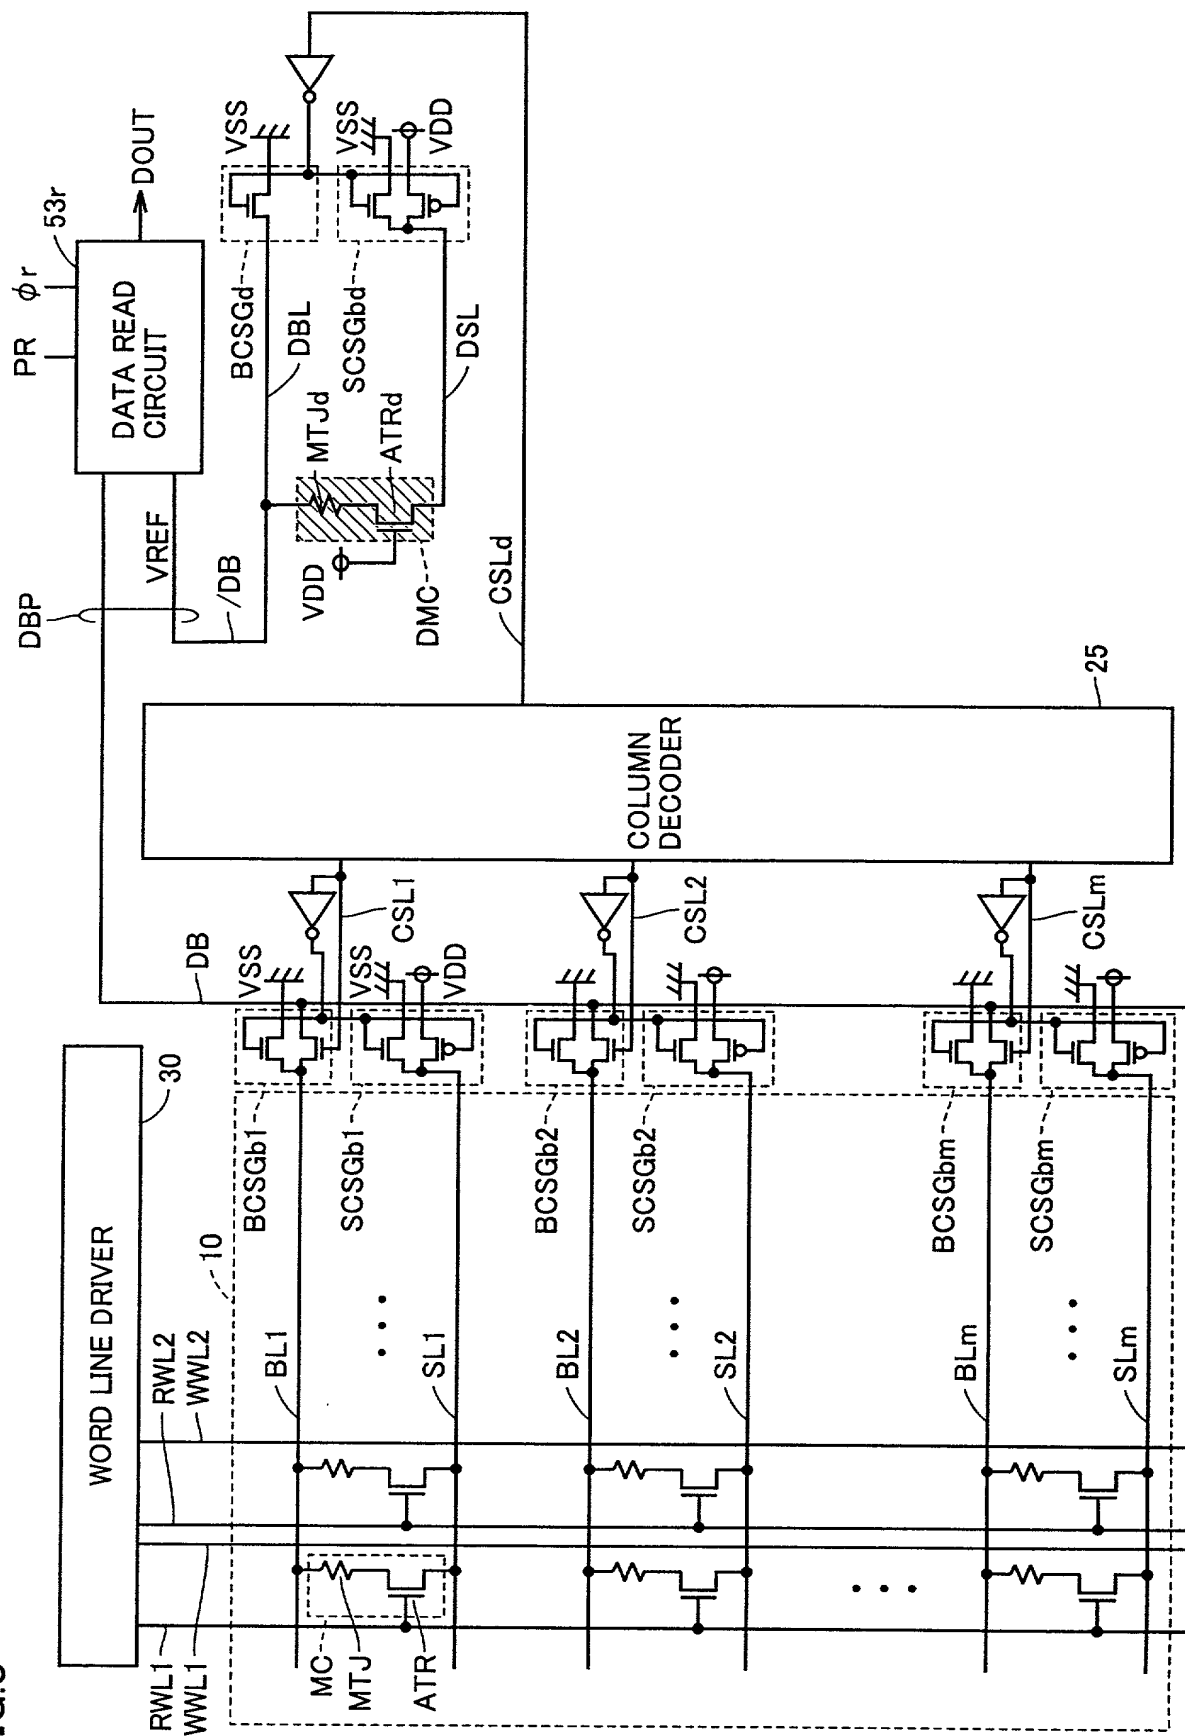 PR
φr
53r
DATA READ
CIRCUIT
DOUT
DBP
VREF
/DB
VDD
MTJd
ATRd
DMC
BCSGd
DBL
SCSGbd
DSL
VSS
VSS
VDD
CSLd
25
COLUMN
DECODER
DB
VSS
VSS
VDD
CSL1
CSL2
CSLm
30
WORD LINE DRIVER
BCSGb1
SCSGb1
BCSGb2
SCSGb2
BCSGbm
SCSGbm
10
RWL2
WWL2
BL1
SL1
BL2
SL2
BLm
SLm
RWL1
WWL1
MC
MTJ
ATR